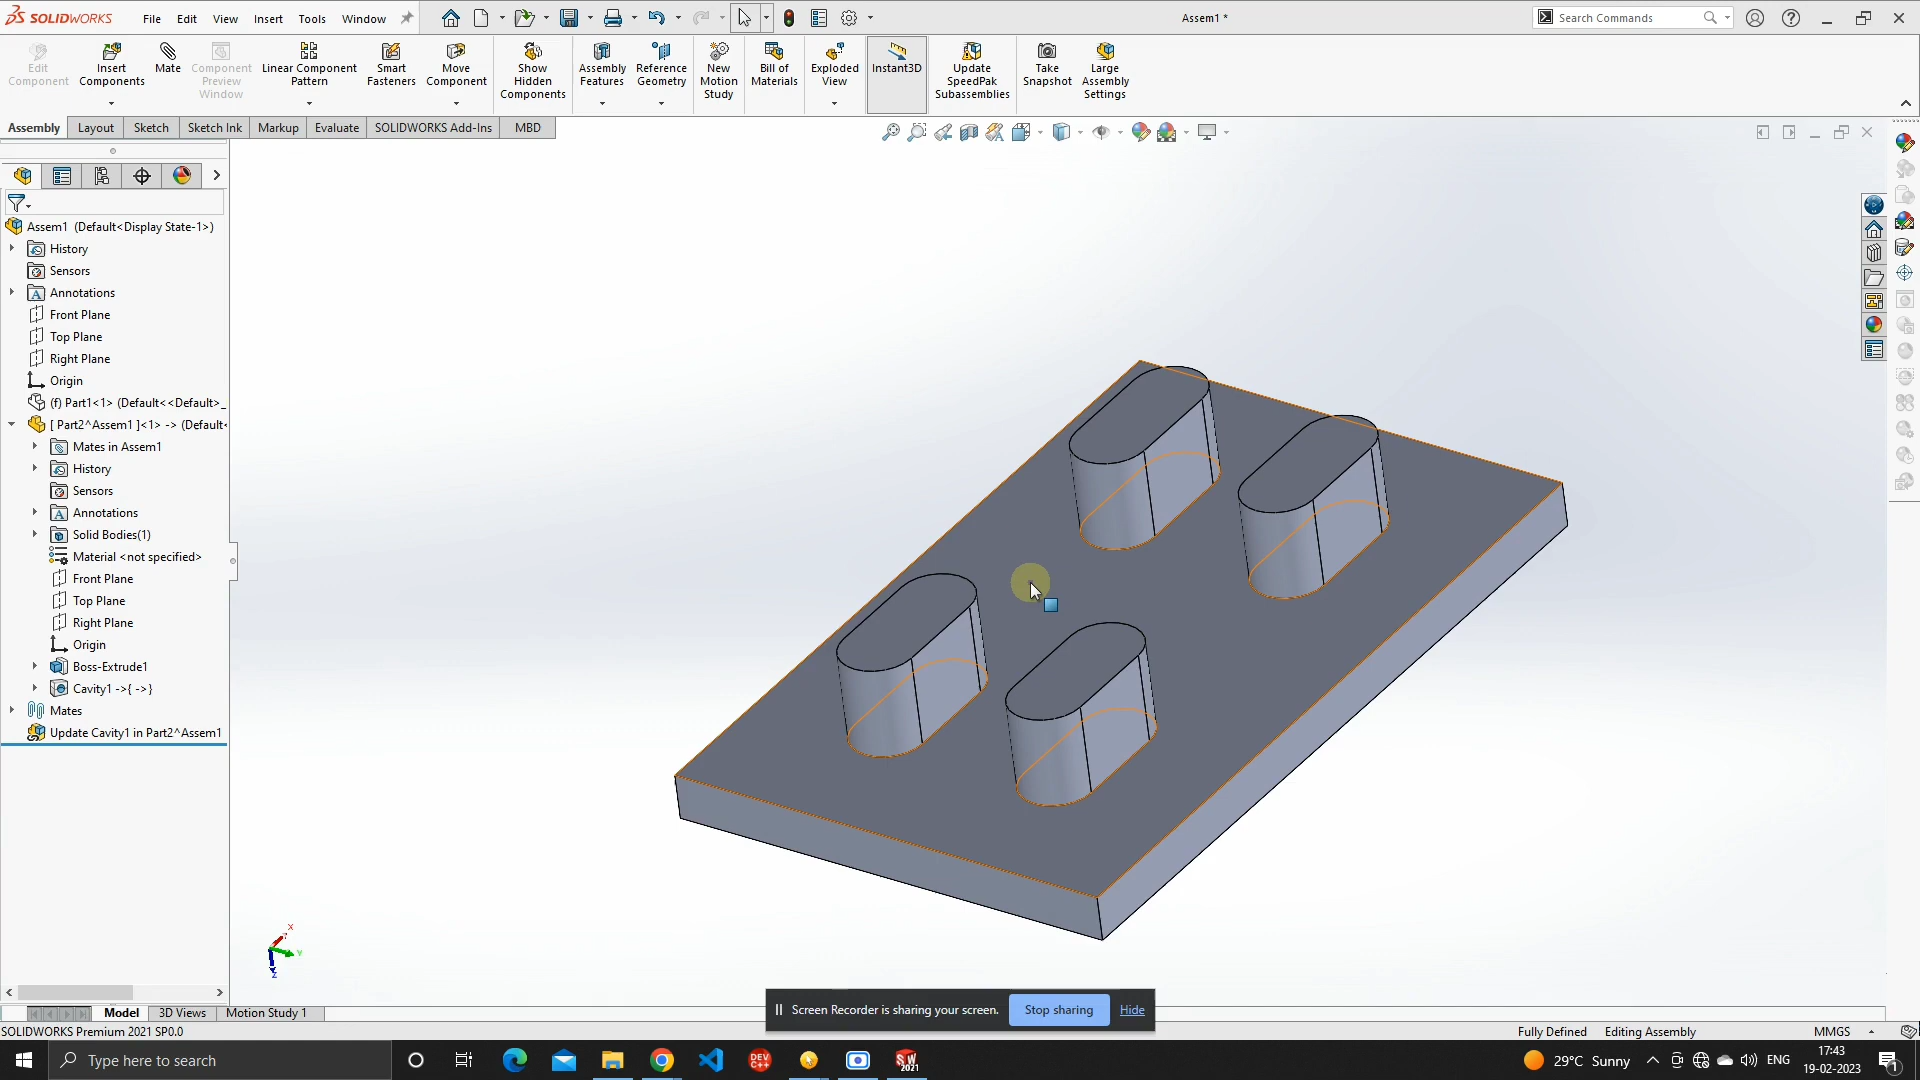 SOLIDWORKS File Edit View Insert Tools Window Assem1 * Search Commands
Edit Component
Insert Components
Mate
Component Preview Window
Linear Component Pattern
Smart Fasteners
Move Component
Show Hidden Components
Assembly Features
Reference Geometry
New Motion Study
Bill of Materials
Exploded View
Instant3D
Update SpeedPak Subassemblies
Take Snapshot
Large Assembly Settings
Assembly Layout Sketch Sketch Ink Markup Evaluate SOLIDWORKS Add-Ins MBD
Assem1 (Default<Display State-1>)
History
Sensors
Annotations
Front Plane
Top Plane
Right Plane
Origin
(f) Part1<1> (Default<<Default>_
[ Part2^Assem1 ]<1> -> (Default<
Mates in Assem1
History
Sensors
Annotations
Solid Bodies(1)
Material <not specified>
Front Plane
Top Plane
Right Plane
Origin
Boss-Extrude1
Cavity1 ->{ ->}
Mates
Update Cavity1 in Part2^Assem1
X
Y
Z
Screen Recorder is sharing your screen. Stop sharing Hide
Model 3D Views Motion Study 1
SOLIDWORKS Premium 2021 SP0.0 Fully Defined Editing Assembly MMGS
Type here to search
DEV C++
SW 2021
29°C Sunny ENG
17:43
19-02-2023
1